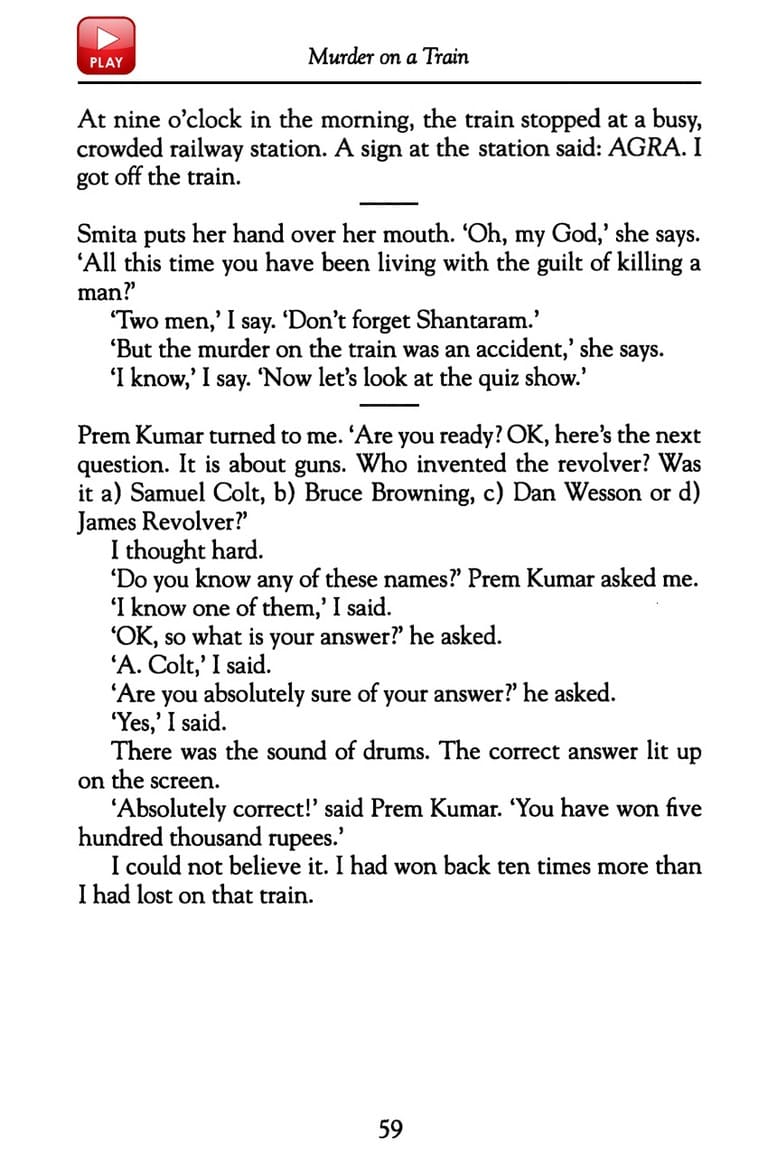 PLAY
Murder on a Train
At nine o’clock in the morning, the train stopped at a busy,
crowded railway station. A sign at the station said: AGRA. I
got off the train.
Smita puts her hand over her mouth. ‘Oh, my God,’ she says.
‘All this time you have been living with the guilt of killing a
man?’
‘Two men,’ I say. ‘Don’t forget Shantaram.’
‘But the murder on the train was an accident,’ she says.
‘I know,’ I say. ‘Now let’s look at the quiz show.’
Prem Kumar turned to me. ‘Are you ready? OK, here’s the next
question. It is about guns. Who invented the revolver? Was
it a) Samuel Colt, b) Bruce Browning, c) Dan Wesson or d)
James Revolver?’
I thought hard.
‘Do you know any of these names?’ Prem Kumar asked me.
‘I know one of them,’ I said.
‘OK, so what is your answer?’ he asked.
‘A. Colt,’ I said.
‘Are you absolutely sure of your answer?’ he asked.
‘Yes,’ I said.
There was the sound of drums. The correct answer lit up
on the screen.
‘Absolutely correct!’ said Prem Kumar. ‘You have won five
hundred thousand rupees.’
I could not believe it. I had won back ten times more than
I had lost on that train.
59